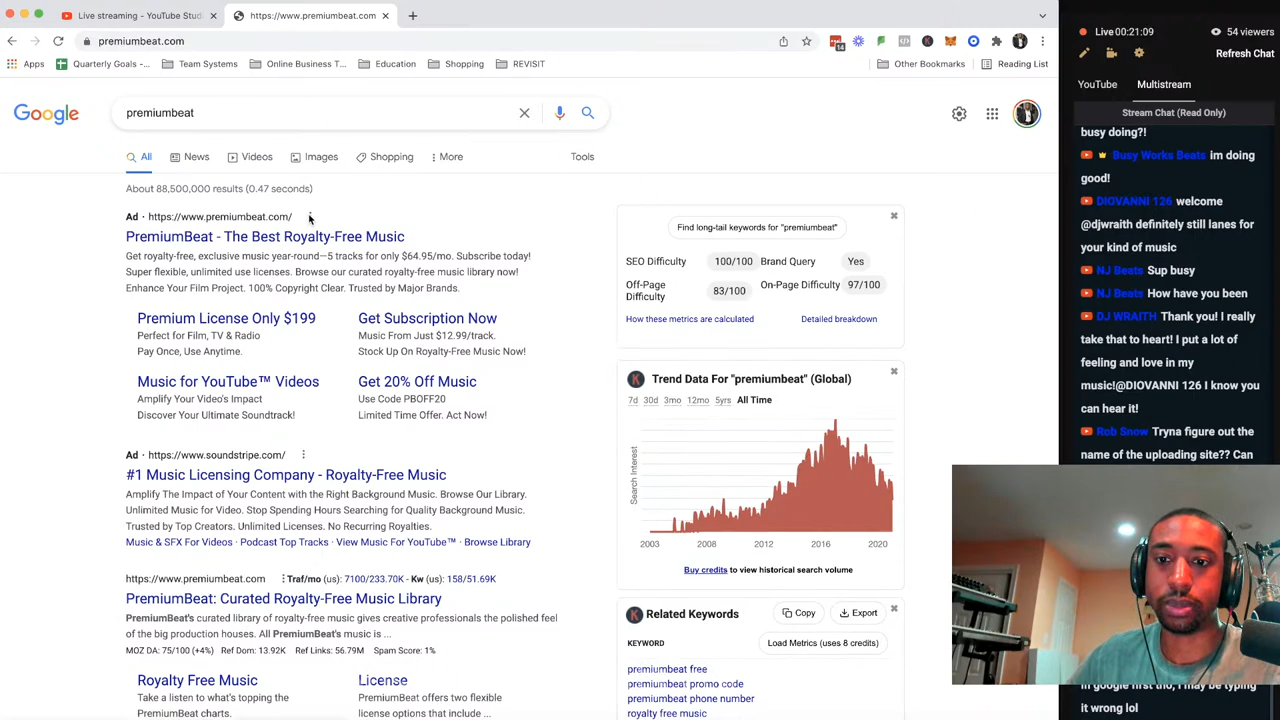 Live streaming - YouTube Stud
https://www.premiumbeat.com
premiumbeat.com
14
Apps
Quarterly Goals - ...
Team Systems
Online Business T...
Education
Shopping
REVISIT
Other Bookmarks
Reading List
Google
premiumbeat
All
News
Videos
Images
Shopping
More
Tools
About 88,500,000 results (0.47 seconds)
Ad · https://www.premiumbeat.com/
PremiumBeat - The Best Royalty-Free Music
Get royalty-free, exclusive music year-round—5 tracks for only $64.95/mo. Subscribe today!
Super flexible, unlimited use licenses. Browse our curated royalty-free music library now!
Enhance Your Film Project. 100% Copyright Clear. Trusted by Major Brands.
Premium License Only $199
Perfect for Film, TV & Radio
Pay Once, Use Anytime.
Get Subscription Now
Music From Just $12.99/track.
Stock Up On Royalty-Free Music Now!
Music for YouTube™ Videos
Amplify Your Video's Impact
Discover Your Ultimate Soundtrack!
Get 20% Off Music
Use Code PBOFF20
Limited Time Offer. Act Now!
Ad · https://www.soundstripe.com/
#1 Music Licensing Company - Royalty-Free Music
Amplify The Impact of Your Content with the Right Background Music. Browse Our Library.
Unlimited Music for Video. Stop Spending Hours Searching for Quality Background Music.
Trusted by Top Creators. Unlimited Licenses. No Recurring Royalties.
Music & SFX For Videos · Podcast Top Tracks · View Music For YouTube™ · Browse Library
https://www.premiumbeat.com
Traf/mo (us): 7100/233.70K - Kw (us): 158/51.69K
PremiumBeat: Curated Royalty-Free Music Library
PremiumBeat's curated library of royalty-free music gives creative professionals the polished feel
of the big production houses. All PremiumBeat's music is ...
MOZ DA: 75/100 (+4%) Ref Dom: 13.92K Ref Links: 56.79M Spam Score: 1%
Royalty Free Music
Take a listen to what's topping the
PremiumBeat charts.
License
PremiumBeat offers two flexible
license options that include ...
Find long-tail keywords for "premiumbeat"
SEO Difficulty 100/100 Brand Query Yes
Off-Page Difficulty 83/100 On-Page Difficulty 97/100
How these metrics are calculated
Detailed breakdown
K
Trend Data For "premiumbeat" (Global)
7d 30d 3mo 12mo 5yrs All Time
Search Interest
2003 2008 2012 2016 2020
Buy credits to view historical search volume
K
Related Keywords
Copy
Export
KEYWORD
Load Metrics (uses 8 credits)
premiumbeat free
premiumbeat promo code
premiumbeat phone number
royalty free music
Live 00:21:09
54 viewers
Refresh Chat
YouTube
Multistream
Stream Chat (Read Only)
busy doing?!
Busy Works Beats im doing
good!
DIOVANNI 126 welcome
@djwraith definitely still lanes for
your kind of music
NJ Beats Sup busy
NJ Beats How have you been
DJ WRAITH Thank you! I really
take that to heart! I put a lot of
feeling and love in my
music!@DIOVANNI 126 I know you
can hear it!
Rob Snow Tryna figure out the
name of the uploading site?? Can
in google first tho, I may be typing
it wrong lol